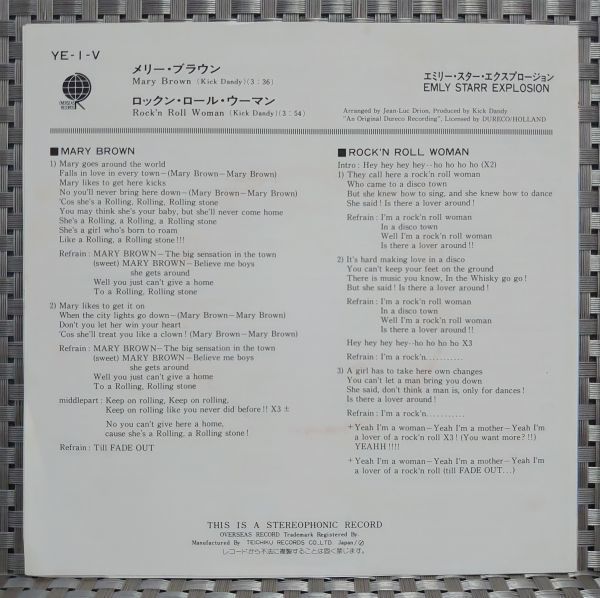 YE-1-V
メリー・ブラウン
Mary Brown (Kick Dandy)(3:36)
ロックン・ロール・ウーマン
Rock'n Roll Woman (Kick Dandy)(3:54)
エミリー・スター・エクスプロージョン
EMLY STARR EXPLOSION
Arranged by Jean-Luc Drion, Produced by Kick Dandy
"An Original Dureco Recording", Licensed by DURECO/HOLLAND
■MARY BROWN
1) Mary goes around the world
Falls in love in every town—(Mary Brown—Mary Brown)
Mary likes to get here kicks
No you'll never bring here down—(Mary Brown—Mary Brown)
'Cos she's a Rolling, Rolling, Rolling stone
You may think she's your baby, but she'll never come home
She's a Rolling, a Rolling, a Rolling stone
She's a girl who's born to roam
Like a Rolling, a Rolling stone!!!
Refrain: MARY BROWN—The big sensation in the town
(sweet) MARY BROWN—Believe me boys
she gets around
Well you just can't give a home
To a Rolling, Rolling stone
2) Mary likes to get it on
When the city lights go down—(Mary Brown—Mary Brown)
Don't you let her win your heart
'Cos she'll treat you like a clown! (Mary Brown—Mary Brown)
Refrain: MARY BROWN—The big sensation in the town
(sweet) MARY BROWN—Believe me boys
she gets around
Well you just can't give a home
To a Rolling, Rolling stone
middlepart: Keep on rolling, Keep on rolling,
Keep on rolling like you never did before!! X3 ±
No you can't give here a home,
cause she's a Rolling, a Rolling stone!
Refrain: Till FADE OUT
■ROCK'N ROLL WOMAN
Intro: Hey hey hey hey--ho ho ho ho (X2)
1) They call here a rock'n roll woman
Who came to a disco town
But she knew how to sing, and she knew how to dance
She said! Is there a lover around!
Refrain: I'm a rock'n roll woman
In a disco town
Well I'm a rock'n roll woman
Is there a lover around!!
2) It's hard making love in a disco
You can't keep your feet on the ground
There is music you know, In the Whisky go go!
But she said! Is there a lover around!
Refrain: I'm a rock'n roll woman
In a disco town
Well I'm a rock'n roll woman
Is there a lover around!!
Hey hey hey hey--ho ho ho ho X3
Refrain: I'm a rock'n..........
3) A girl has to take here own changes
You can't let a man bring you down
She said, don't think a man is, only for dances!
Is there a lover around!
Refrain: I'm a rock'n..........
+Yeah I'm a woman—Yeah I'm a mother—Yeah I'm
a lover of rock'n roll X3! (You want more?!!)
YEAHH!!!!
+Yeah I'm a woman—Yeah I'm a mother—Yeah I'm
a lover of a rock'n roll (till FADE OUT...)
THIS IS A STEREOPHONIC RECORD
OVERSEAS RECORD Trademark Registered By
Manufactured By TEICHIKU RECORDS CO.,LTD. Japan/
レコードから不法に複製することは固く禁じます。